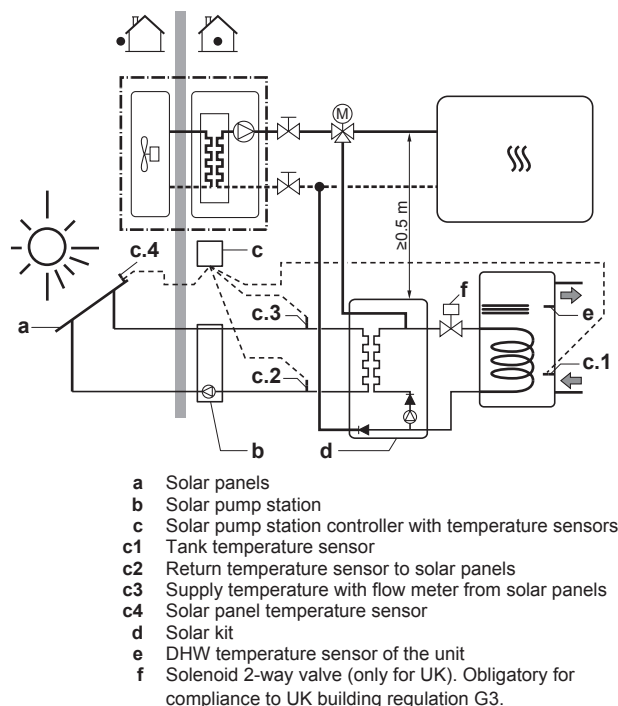 M
≥0.5 m
c.4
c
f
a
c.3
e
c.2
c.1
b
d
a Solar panels
b Solar pump station
c Solar pump station controller with temperature sensors
c1 Tank temperature sensor
c2 Return temperature sensor to solar panels
c3 Supply temperature with flow meter from solar panels
c4 Solar panel temperature sensor
d Solar kit
e DHW temperature sensor of the unit
f Solenoid 2-way valve (only for UK). Obligatory for
compliance to UK building regulation G3.